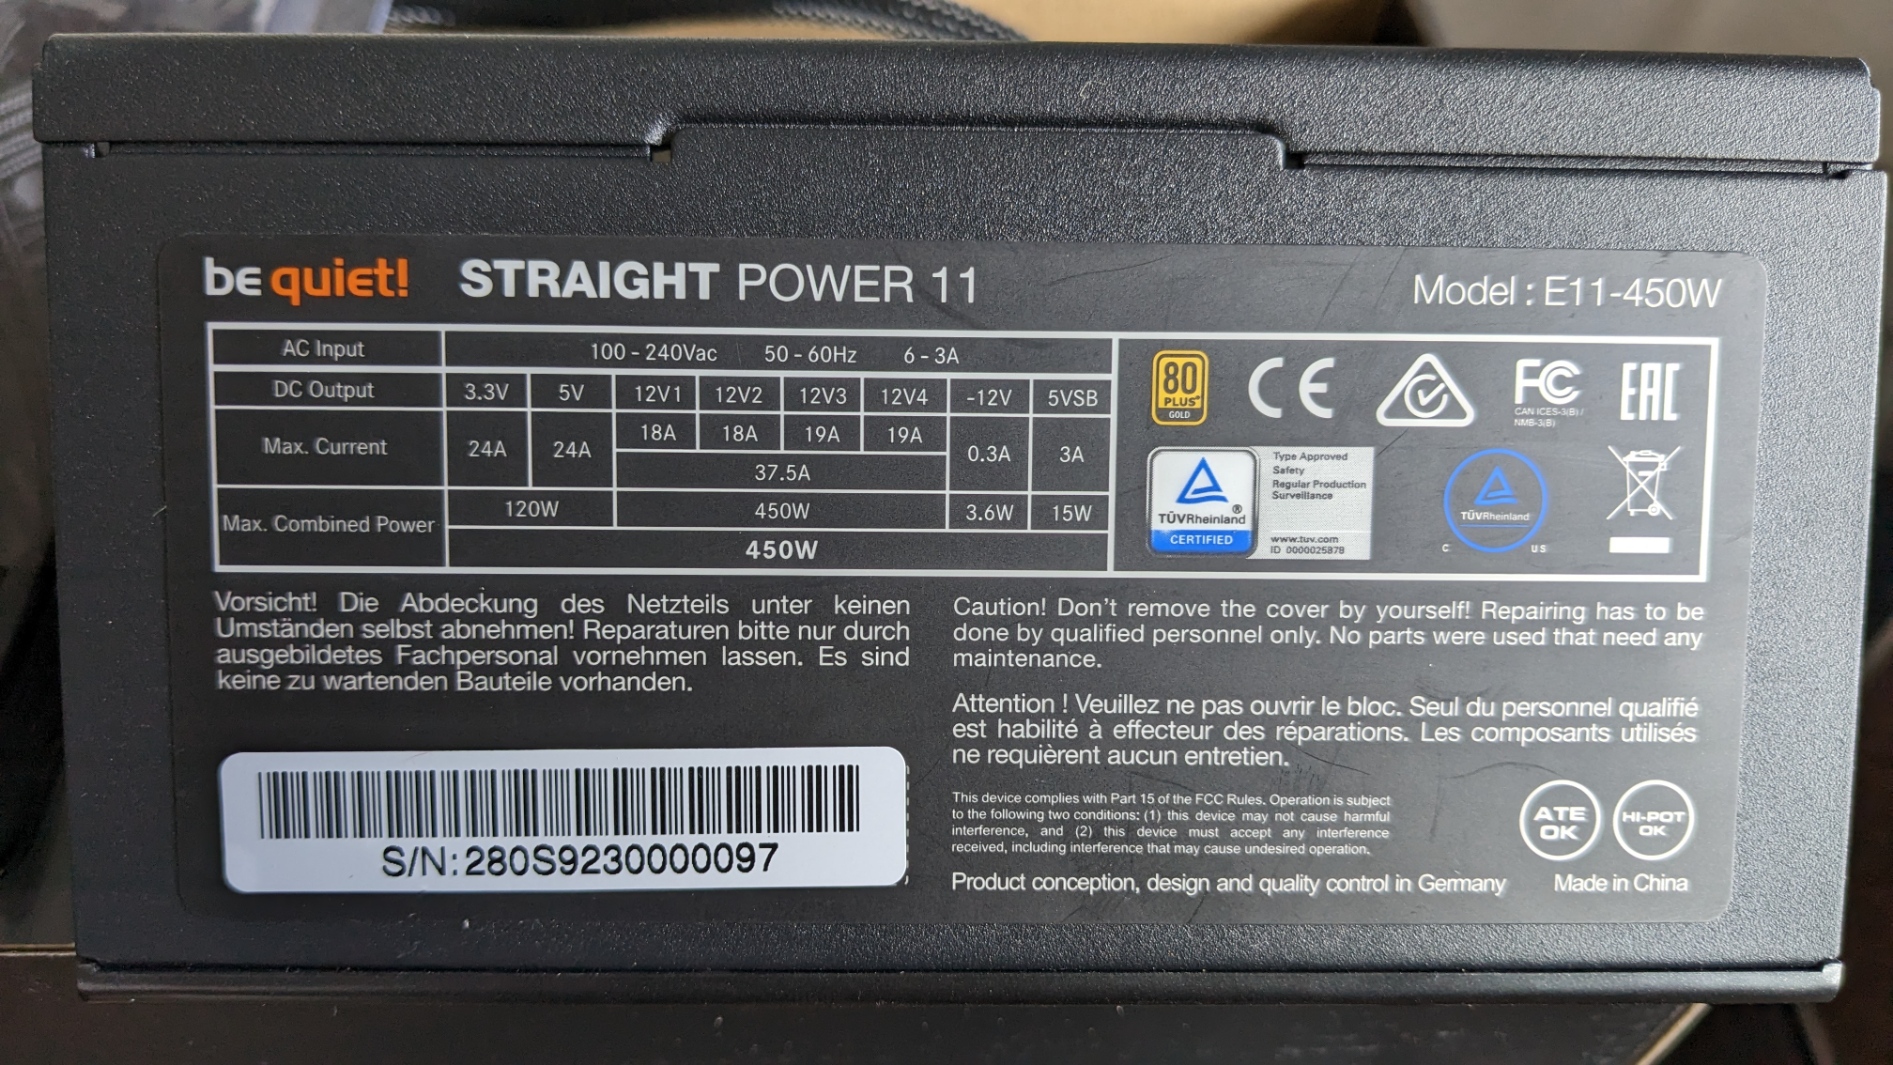 be quiet! STRAIGHT POWER 11
Model : E11-450W
AC Input 100 - 240Vac 50 - 60Hz 6 - 3A
DC Output 3.3V 5V 12V1 12V2 12V3 12V4 -12V 5VSB
Max. Current 24A 24A 18A 18A 19A 19A 0.3A 3A
37.5A
Max. Combined Power 120W 450W 3.6W 15W
450W
80
PLUS
GOLD
CE
FC
CAN ICES-3(B) /
NMB-3(B)
EAC
TÜVRheinland ®
CERTIFIED
Type Approved
Safety
Regular Production
Surveillance
www.tuv.com
ID 0000025878
TÜVRheinland
C US
Vorsicht! Die Abdeckung des Netzteils unter keinen
Umständen selbst abnehmen! Reparaturen bitte nur durch
ausgebildetes Fachpersonal vornehmen lassen. Es sind
keine zu wartenden Bauteile vorhanden.
Caution! Don't remove the cover by yourself! Repairing has to be
done by qualified personnel only. No parts were used that need any
maintenance.
Attention ! Veuillez ne pas ouvrir le bloc. Seul du personnel qualifié
est habilité à effecteur des réparations. Les composants utilisés
ne requièrent aucun entretien.
This device complies with Part 15 of the FCC Rules. Operation is subject
to the following two conditions: (1) this device may not cause harmful
interference, and (2) this device must accept any interference
received, including interference that may cause undesired operation.
ATE
OK
HI-POT
OK
Product conception, design and quality control in Germany
Made in China
S/N:280S9230000097